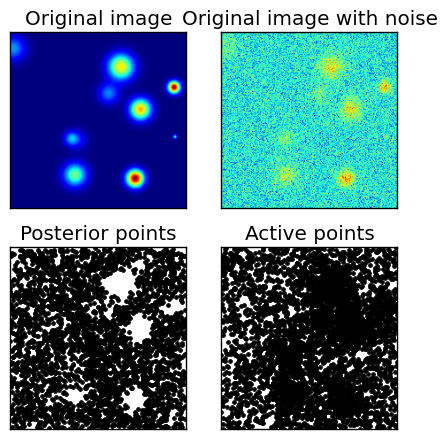 Original image
Original image with noise
Posterior points
Active points